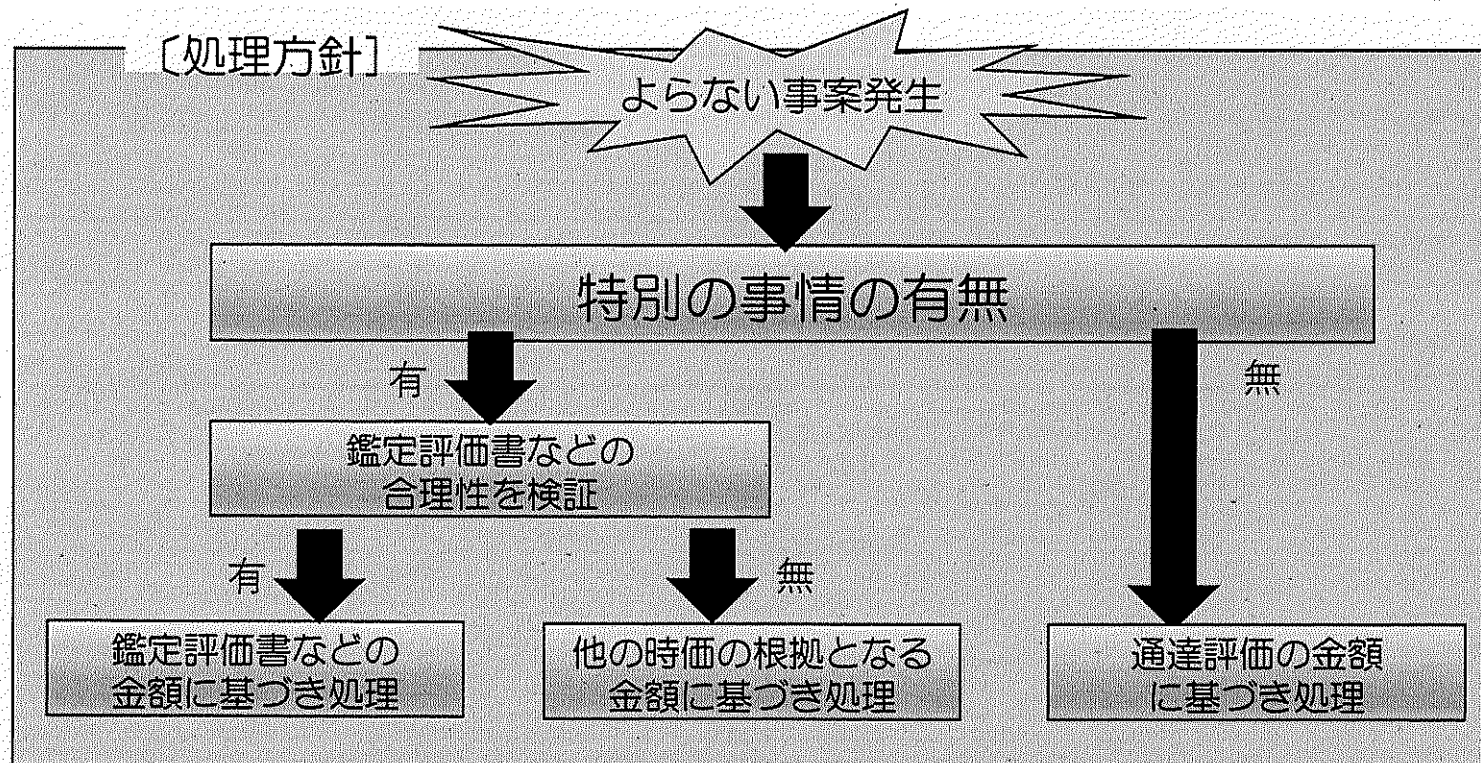 〔処理方針〕
よらない事案発生
特別の事情の有無
有
無
鑑定評価書などの
合理性を検証
有
無
鑑定評価書などの
金額に基づき処理
他の時価の根拠となる
金額に基づき処理
通達評価の金額
に基づき処理